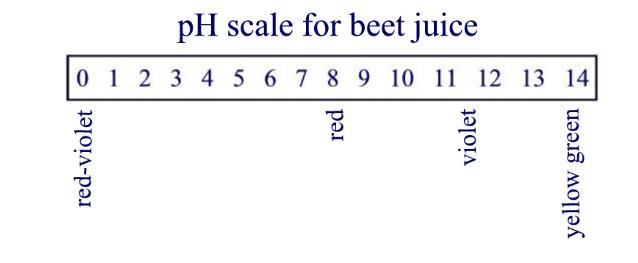 pH scale for beet juice
0 1 2 3 4 5 6 7 8 9 10 11 12 13 14
red-violet
red
violet
yellow green